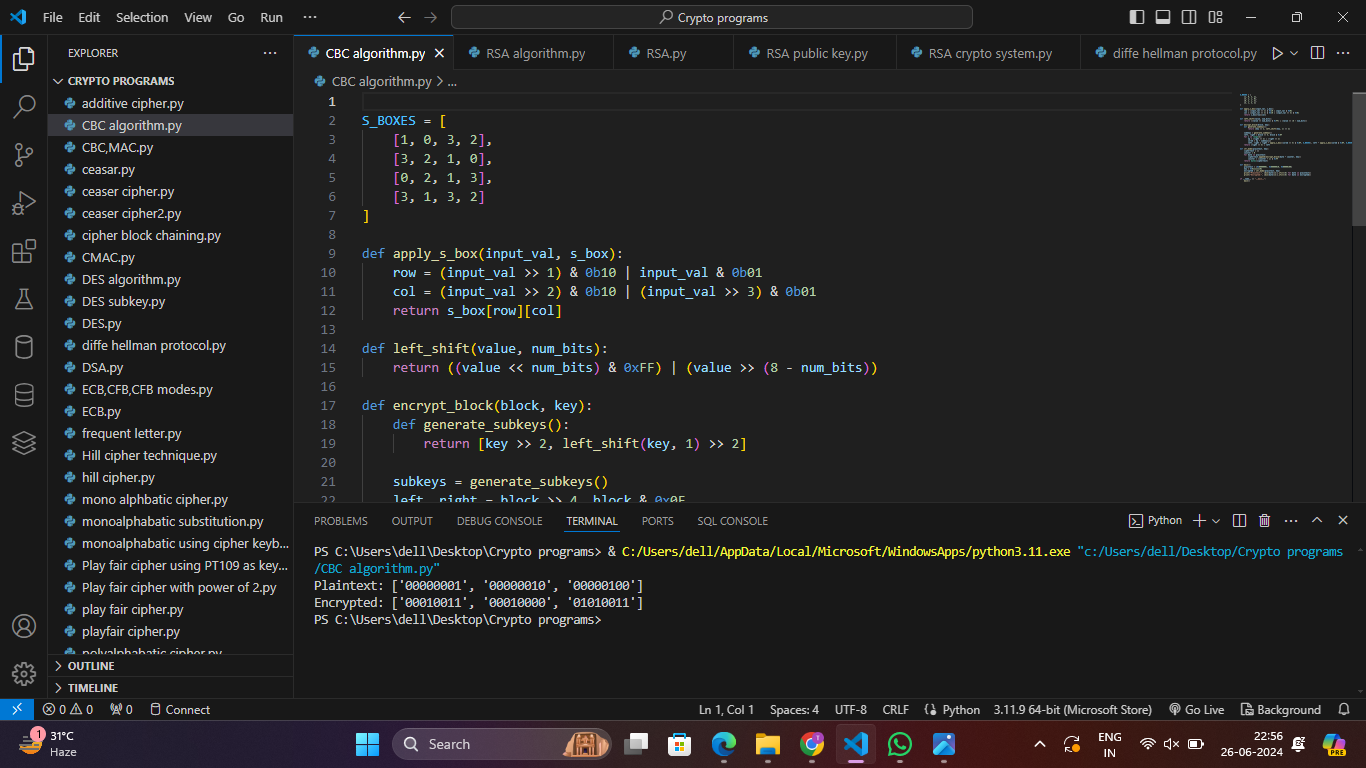 File Edit Selection View Go Run ··· Crypto programs
EXPLORER ···
CRYPTO PROGRAMS
additive cipher.py
CBC algorithm.py
CBC,MAC.py
ceasar.py
ceaser cipher.py
ceaser cipher2.py
cipher block chaining.py
CMAC.py
DES algorithm.py
DES subkey.py
DES.py
diffe hellman protocol.py
DSA.py
ECB,CFB,CFB modes.py
ECB.py
frequent letter.py
Hill cipher technique.py
hill cipher.py
mono alphbatic cipher.py
monoalphabatic substitution.py
monoalphabatic using cipher keyb...
Play fair cipher using PT109 as key...
Play fair cipher with power of 2.py
play fair cipher.py
playfair cipher.py
polyalphabatic cipher.py
OUTLINE
TIMELINE
CBC algorithm.py RSA algorithm.py RSA.py RSA public key.py RSA crypto system.py diffe hellman protocol.py
CBC algorithm.py > ...
1
2 S_BOXES = [
3 [1, 0, 3, 2],
4 [3, 2, 1, 0],
5 [0, 2, 1, 3],
6 [3, 1, 3, 2]
7 ]
8
9 def apply_s_box(input_val, s_box):
10 row = (input_val >> 1) & 0b10 | input_val & 0b01
11 col = (input_val >> 2) & 0b10 | (input_val >> 3) & 0b01
12 return s_box[row][col]
13
14 def left_shift(value, num_bits):
15 return ((value << num_bits) & 0xFF) | (value >> (8 - num_bits))
16
17 def encrypt_block(block, key):
18 def generate_subkeys():
19 return [key >> 2, left_shift(key, 1) >> 2]
20
21 subkeys = generate_subkeys()
22 left, right = block >> 4, block & 0x0F
PROBLEMS OUTPUT DEBUG CONSOLE TERMINAL PORTS SQL CONSOLE Python
PS C:\Users\dell\Desktop\Crypto programs> & C:/Users/dell/AppData/Local/Microsoft/WindowsApps/python3.11.exe "c:/Users/dell/Desktop/Crypto programs
/CBC algorithm.py"
Plaintext: ['00000001', '00000010', '00000100']
Encrypted: ['00010011', '00010000', '01010011']
PS C:\Users\dell\Desktop\Crypto programs>
0 0 0 Connect Ln 1, Col 1 Spaces: 4 UTF-8 CRLF Python 3.11.9 64-bit (Microsoft Store) Go Live Background
1 31°C
Haze
Search
ENG
IN
22:56
26-06-2024
PRE